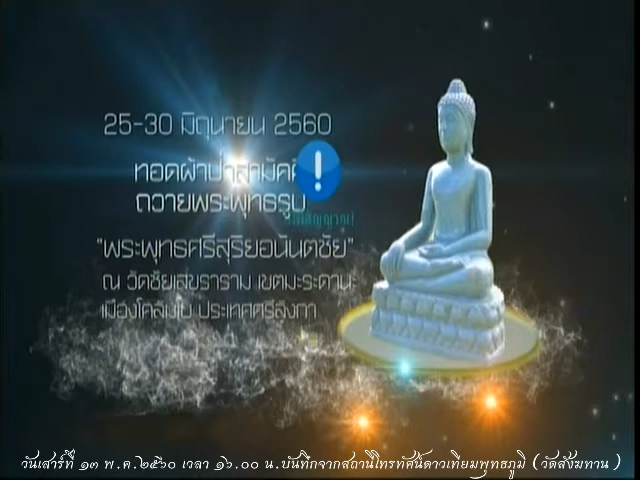 25-30 มิถุนายน 2560
ทอดผ้าป่าสามัคคี
ถวายพระพุทธรูป
"พระพุทธศรีสุริยอนันตชัย"
ณ วัดชัยเสขราราม เขตมะระดานะ
เมืองโคลัมโบ ประเทศศรีลังกา
วันเสาร์ที่ ๑๓ พ.ค.๒๕๖๐ เวลา ๑๖.๐๐ น.บันทึกจากสถานีโทรทัศน์ดาวเทียมพุทธภูมิ (วัดสังฆทาน)